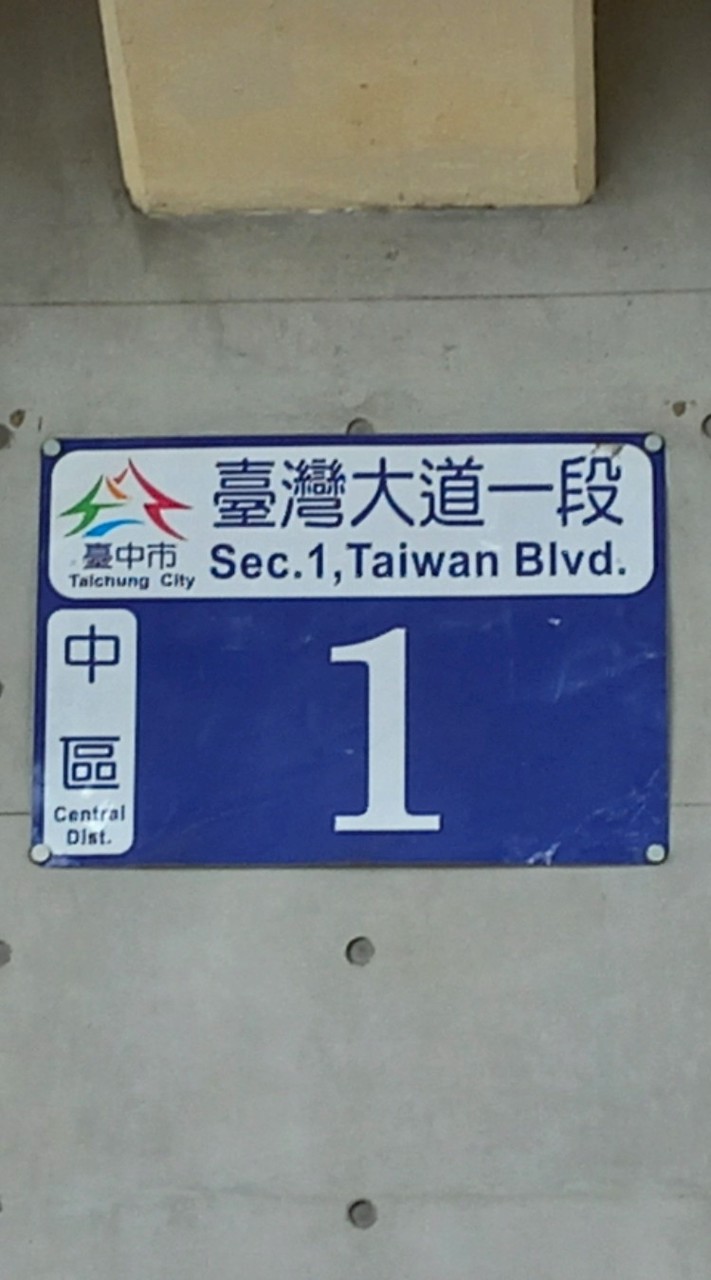 臺灣大道一段
Sec.1,Taiwan Blvd.
臺中市
Taichung City
中
區
Central
Dist.
1